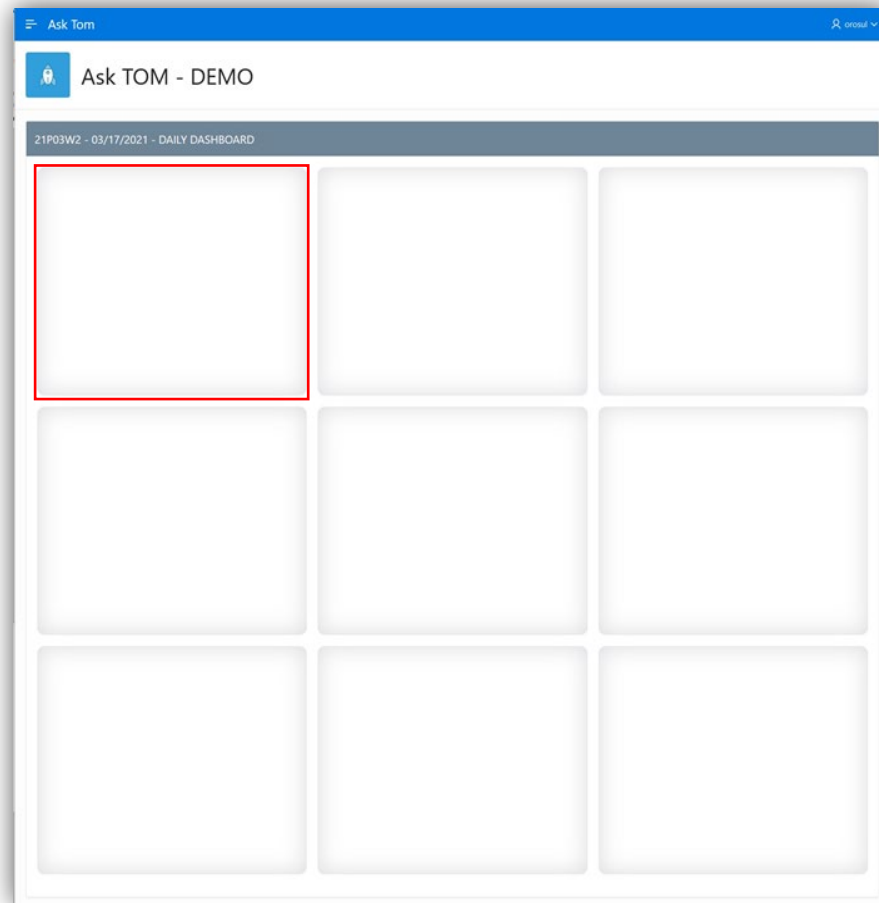 Ask Tom
orosul
Ask TOM - DEMO
21P03W2 - 03/17/2021 - DAILY DASHBOARD